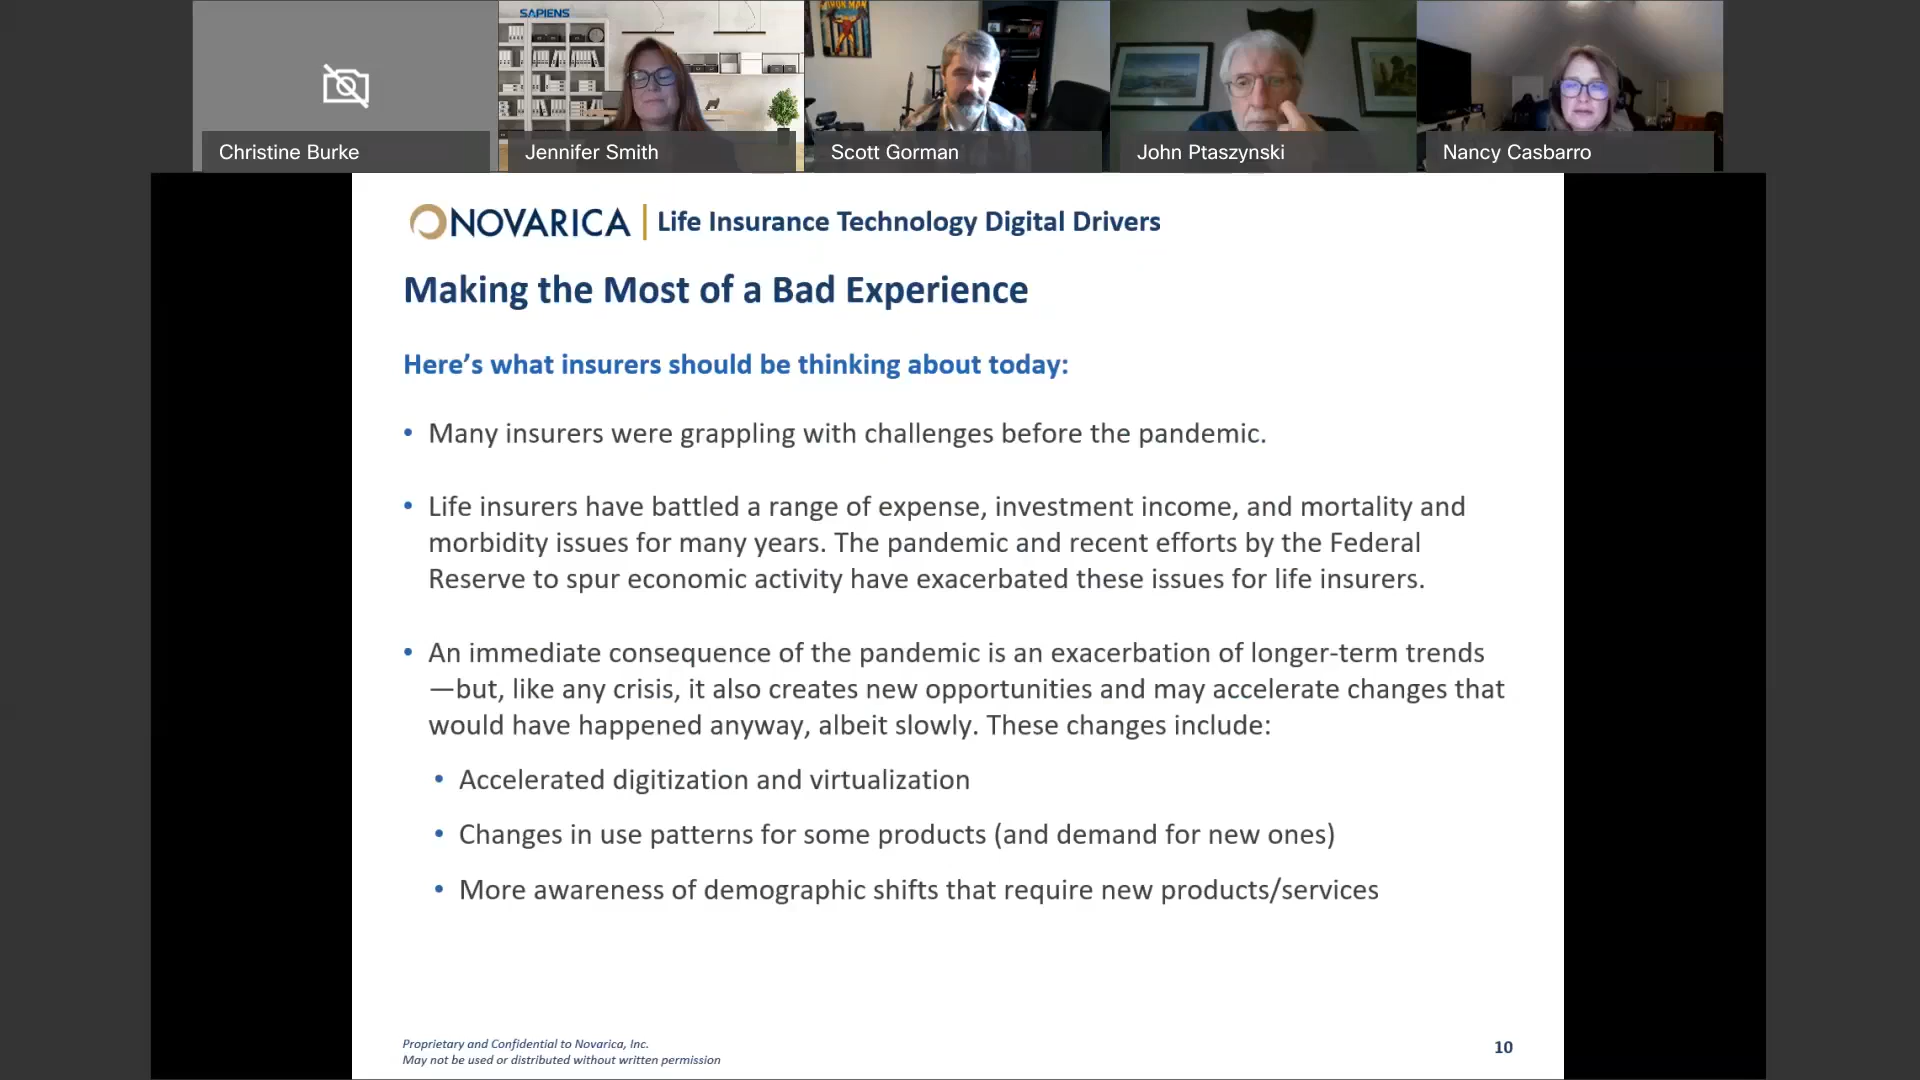 IRON MAN
SAPIENS
Christine Burke
Jennifer Smith
Scott Gorman
John Ptaszynski
Nancy Casbarro
NOVARICA
Life Insurance Technology Digital Drivers
Making the Most of a Bad Experience
Here’s what insurers should be thinking about today:
• Many insurers were grappling with challenges before the pandemic.
• Life insurers have battled a range of expense, investment income, and mortality and
morbidity issues for many years. The pandemic and recent efforts by the Federal
Reserve to spur economic activity have exacerbated these issues for life insurers.
• An immediate consequence of the pandemic is an exacerbation of longer-term trends
—but, like any crisis, it also creates new opportunities and may accelerate changes that
would have happened anyway, albeit slowly. These changes include:
• Accelerated digitization and virtualization
• Changes in use patterns for some products (and demand for new ones)
• More awareness of demographic shifts that require new products/services
Proprietary and Confidential to Novarica, Inc.
May not be used or distributed without written permission
10